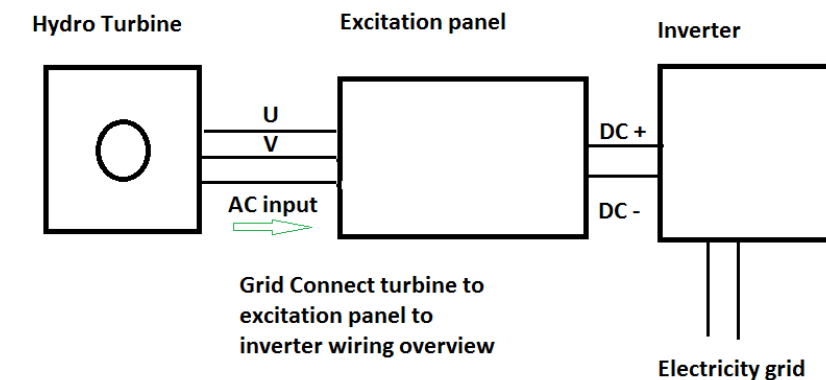 Hydro Turbine
Excitation panel
Inverter
U
V
AC input
DC +
DC -
Grid Connect turbine to
excitation panel to
inverter wiring overview
Electricity grid